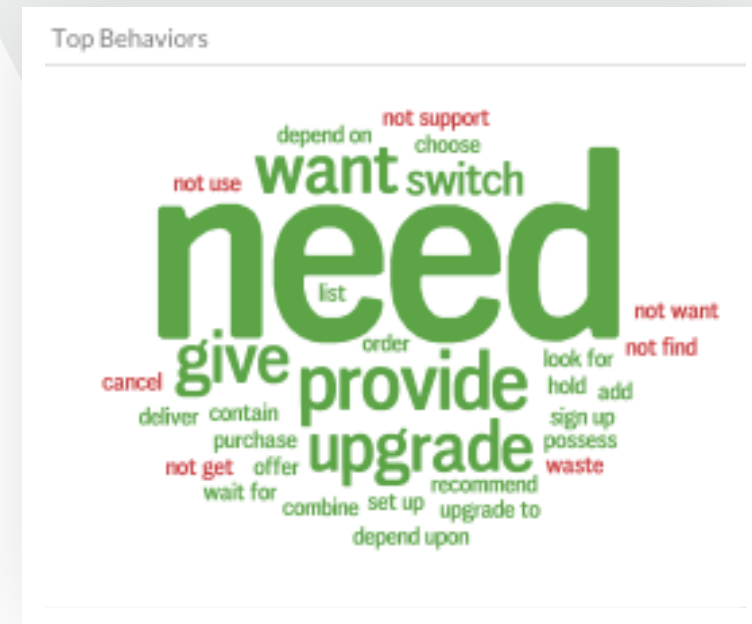 Top Behaviors
not support
depend on
choose
want
switch
not use
need
list
not want
order
not find
give
look for
provide
cancel
hold
add
deliver
contain
sign up
purchase
upgrade
possess
not get
offer
waste
wait for
recommend
combine
set up
upgrade to
depend upon